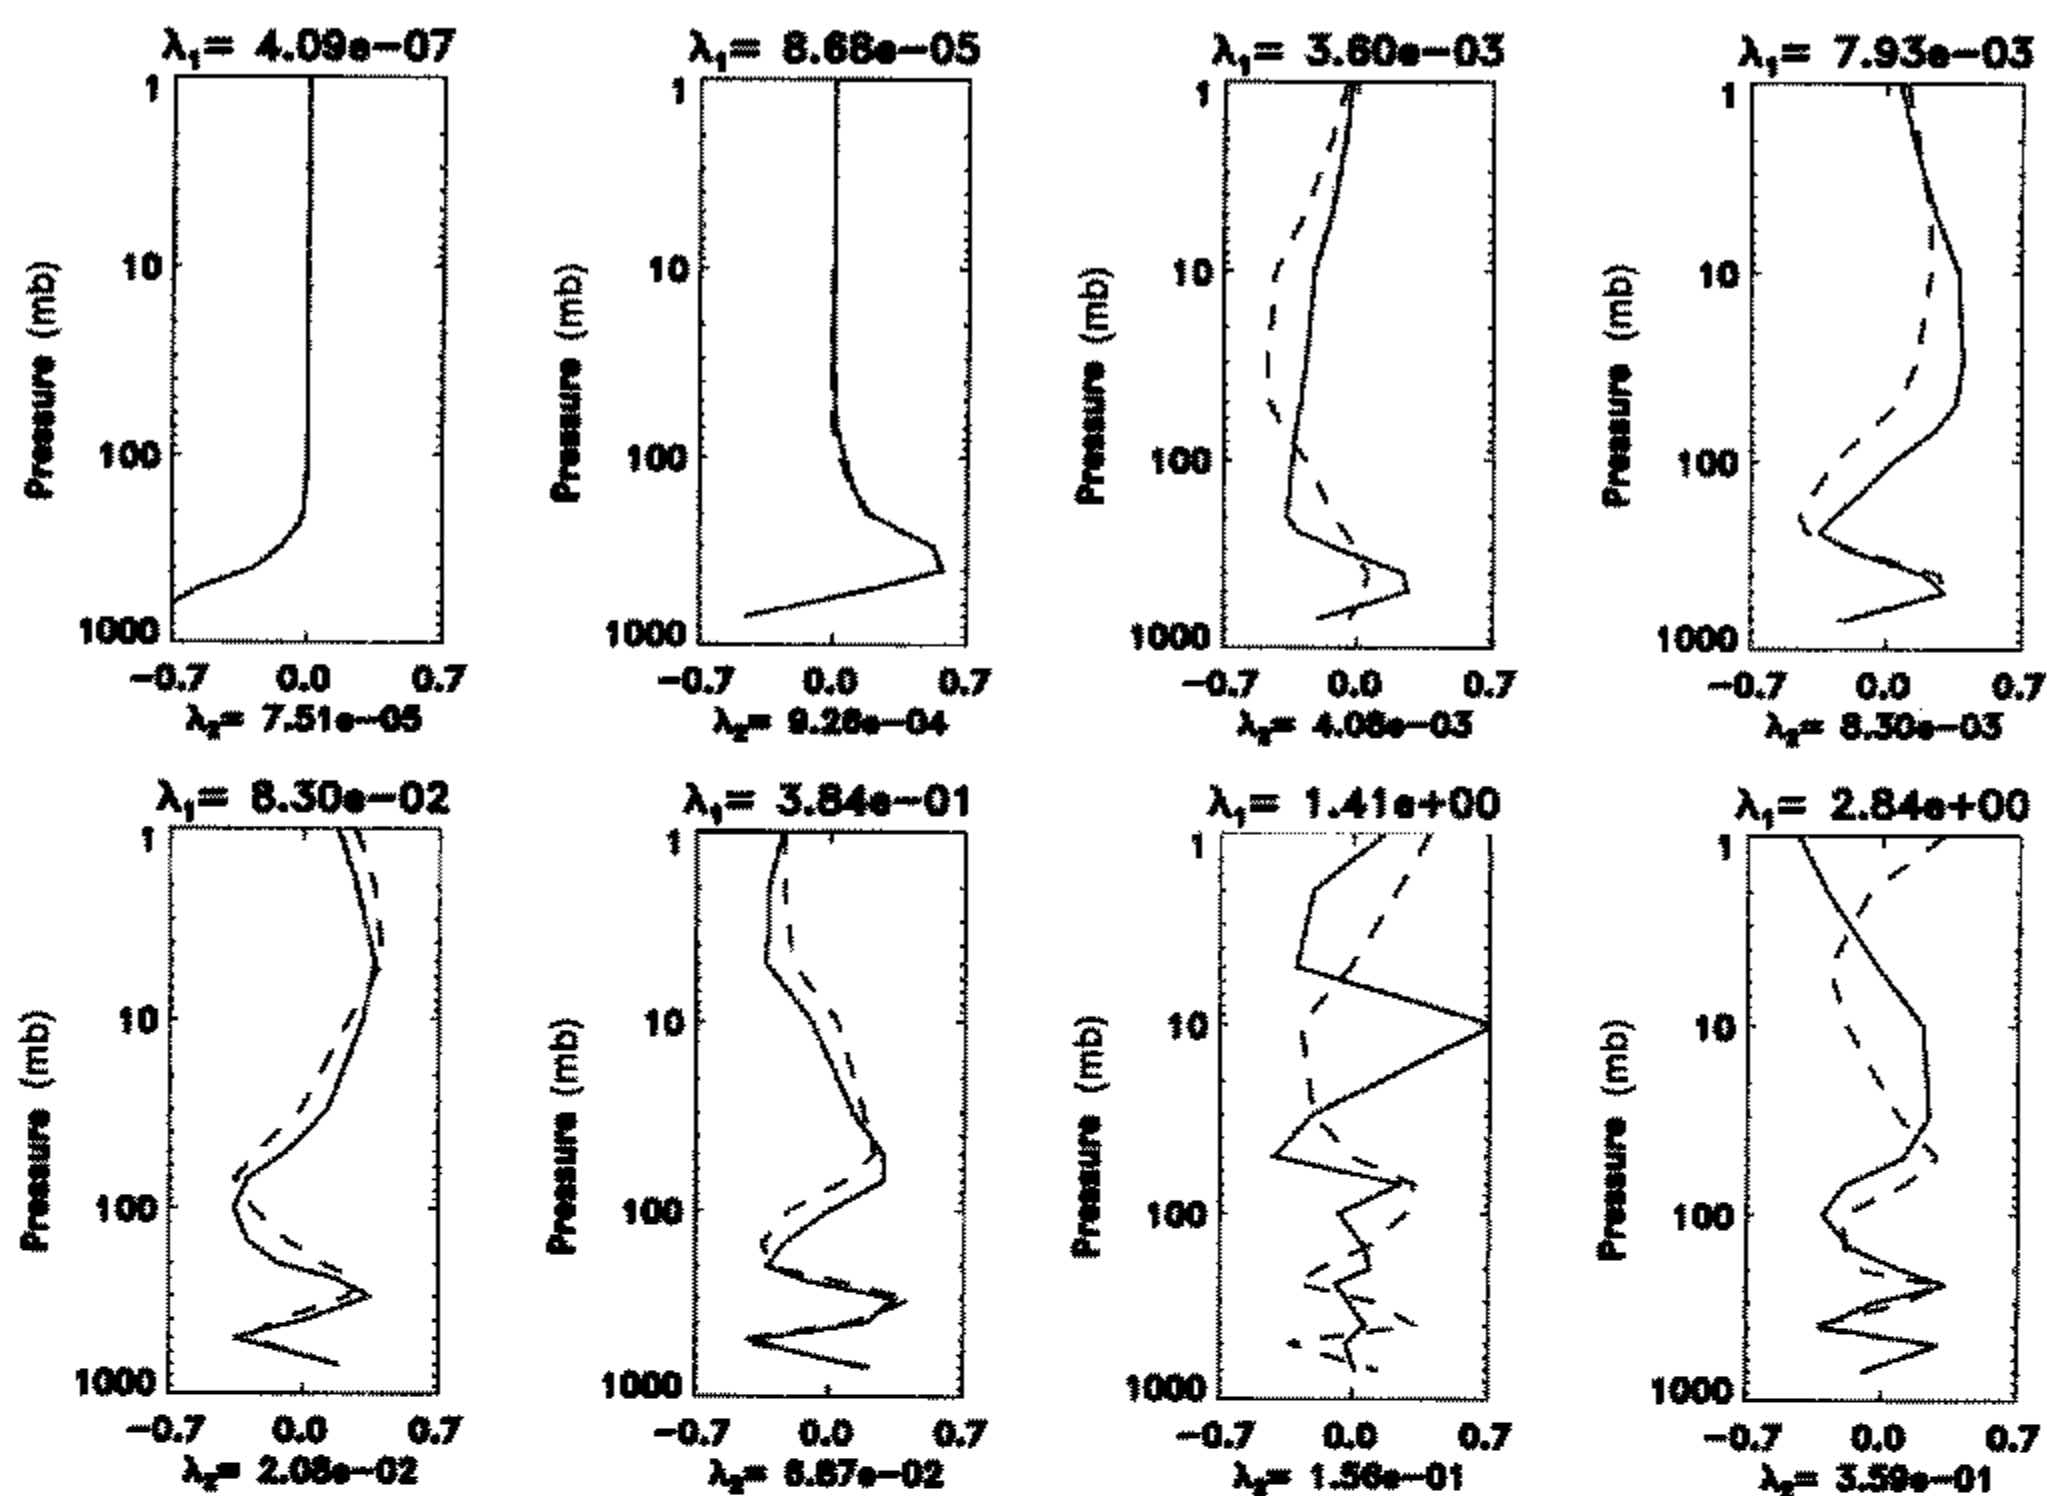 λ₁= 4.09e-07
Pressure (mb)
1
10
100
1000
-0.7 0.0 0.7
λ₂= 7.51e-05
λ₁= 8.68e-05
Pressure (mb)
1
10
100
1000
-0.7 0.0 0.7
λ₂= 9.26e-04
λ₁= 3.60e-03
Pressure (mb)
1
10
100
1000
-0.7 0.0 0.7
λ₂= 4.08e-03
λ₁= 7.93e-03
Pressure (mb)
1
10
100
1000
-0.7 0.0 0.7
λ₂= 8.30e-03
λ₁= 8.30e-02
Pressure (mb)
1
10
100
1000
-0.7 0.0 0.7
λ₂= 2.08e-02
λ₁= 3.84e-01
Pressure (mb)
1
10
100
1000
-0.7 0.0 0.7
λ₂= 6.67e-02
λ₁= 1.41e+00
Pressure (mb)
1
10
100
1000
-0.7 0.0 0.7
λ₂= 1.56e-01
λ₁= 2.84e+00
Pressure (mb)
1
10
100
1000
-0.7 0.0 0.7
λ₂= 3.59e-01